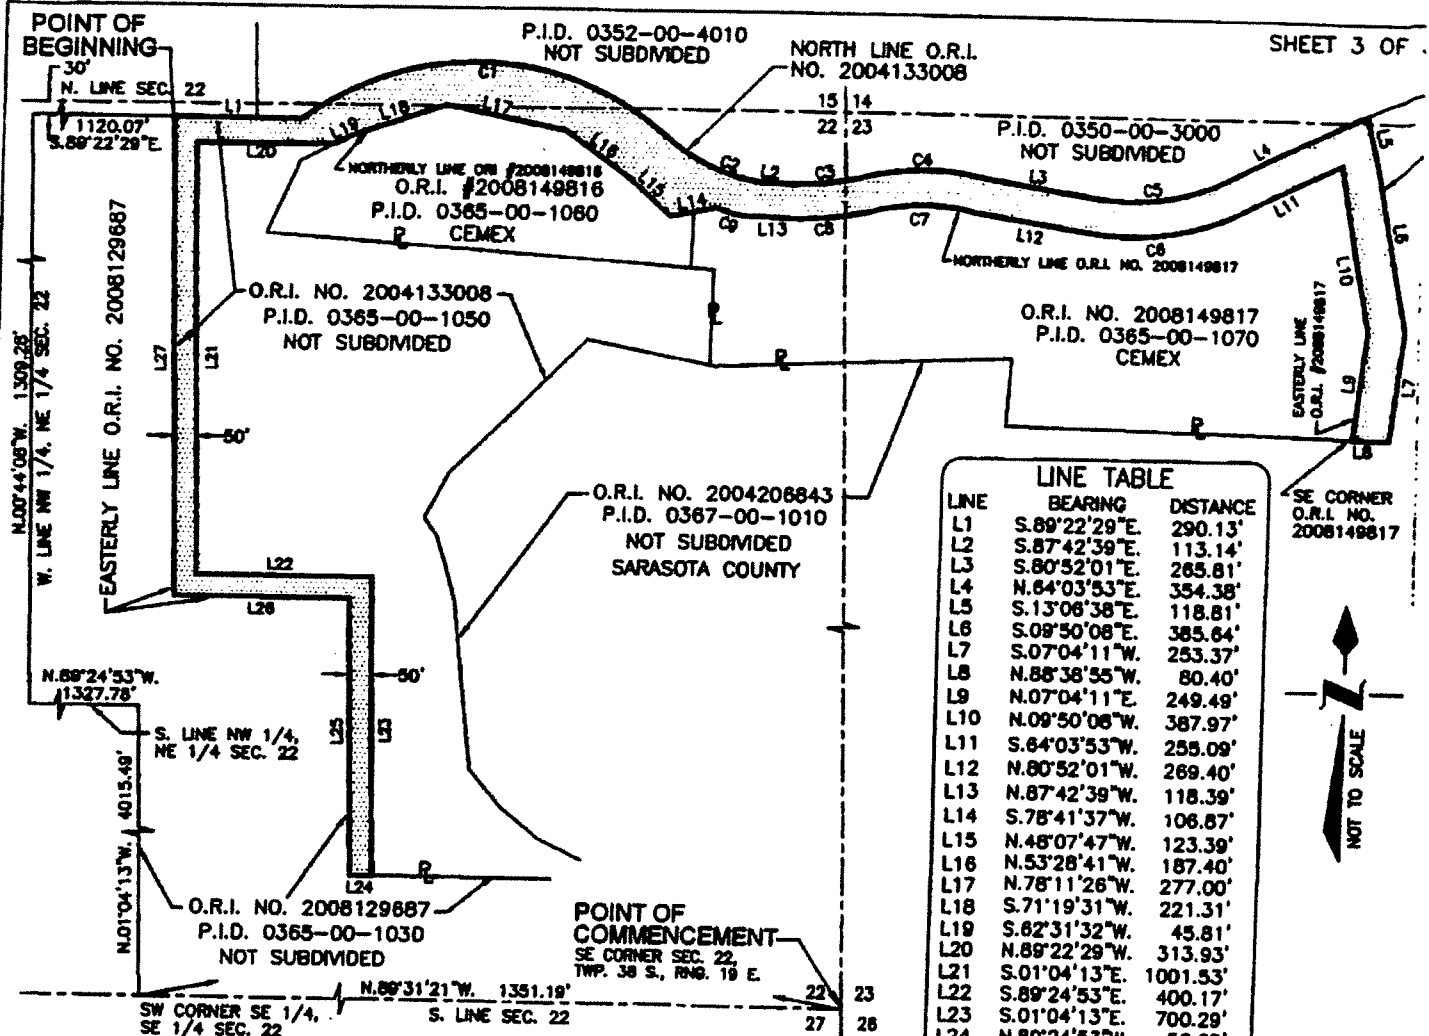 POINT OF
BEGINNING
30'
N. LINE SEC. 22
1120.07'
S.89°22'29"E.
P.I.D. 0352-00-4010
NOT SUBDIVIDED
NORTH LINE O.R.I.
NO. 2004133008
SHEET 3 OF
15 14
22 23
P.I.D. 0350-00-3000
NOT SUBDIVIDED
L1
C1
L20
L19
L18
L17
L16
L15
L14
C2
L2
C3
C4
L3
C5
L4
L5
L6
C9
L13
C8
C7
L12
C6
L11
L10
L9
L7
L8
NORTHERLY LINE ORI #2008149816
O.R.I. #2008149816
P.I.D. 0365-00-1060
CEMEX
NORTHERLY LINE O.R.I. NO. 2008149817
O.R.I. NO. 2008149817
P.I.D. 0365-00-1070
CEMEX
EASTERLY LINE
O.R.I. #2008149817
SE CORNER
O.R.I. NO.
2008149817
EASTERLY LINE O.R.I. NO. 2008129687
N.00°44'08"W. 1309.28'
W. LINE NW 1/4, NE 1/4 SEC. 22
L27
L21
50'
O.R.I. NO. 2004133008
P.I.D. 0365-00-1050
NOT SUBDIVIDED
O.R.I. NO. 2004206843
P.I.D. 0367-00-1010
NOT SUBDIVIDED
SARASOTA COUNTY
L22
L26
50'
L25
L23
L24
N.89°24'53"W.
1327.78'
S. LINE NW 1/4,
NE 1/4 SEC. 22
N.01°04'13"W. 4015.49'
O.R.I. NO. 2008129687
P.I.D. 0365-00-1030
NOT SUBDIVIDED
POINT OF
COMMENCEMENT
SE CORNER SEC. 22,
TWP. 38 S., RNG. 19 E.
N.89°31'21"W. 1351.19'
S. LINE SEC. 22
SW CORNER SE 1/4,
SE 1/4 SEC. 22
22 23
27 26
LINE TABLE
LINE BEARING DISTANCE
L1 S.89°22'29"E. 290.13'
L2 S.87°42'39"E. 113.14'
L3 S.80°52'01"E. 265.81'
L4 N.64°03'53"E. 354.38'
L5 S.13°06'38"E. 118.81'
L6 S.09°50'08"E. 385.64'
L7 S.07°04'11"W. 253.37'
L8 N.88°38'55"W. 80.40'
L9 N.07°04'11"E. 249.49'
L10 N.09°50'08"W. 387.97'
L11 S.64°03'53"W. 255.09'
L12 N.80°52'01"W. 269.40'
L13 N.87°42'39"W. 118.39'
L14 S.78°41'37"W. 106.87'
L15 N.48°07'47"W. 123.39'
L16 N.53°28'41"W. 187.40'
L17 N.78°11'26"W. 277.00'
L18 S.71°19'31"W. 221.31'
L19 S.62°31'32"W. 45.81'
L20 N.89°22'29"W. 313.93'
L21 S.01°04'13"E. 1001.53'
L22 S.89°24'53"E. 400.17'
L23 S.01°04'13"E. 700.29'
NOT TO SCALE